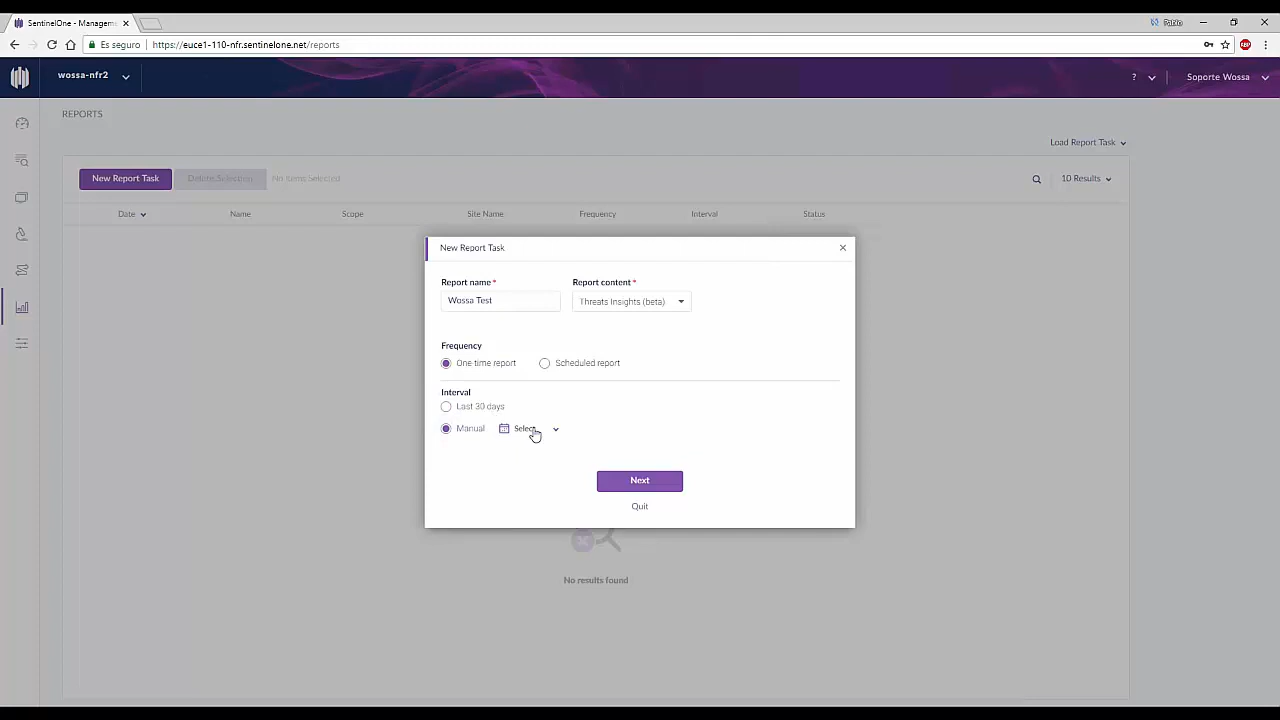 SentinelOne - Managem
Pablo
Es seguro https://euce1-110-nfr.sentinelone.net/reports
ABP
wossa-nfr2
? Soporte Wossa
REPORTS
Load Report Task
New Report Task Delete Selection No Items Selected 10 Results
Date Name Scope Site Name Frequency Interval Status
New Report Task
Report name* Report content*
Wossa Test Threats Insights (beta)
Frequency
One time report Scheduled report
Interval
Last 30 days
Manual Select
Next
Quit
No results found